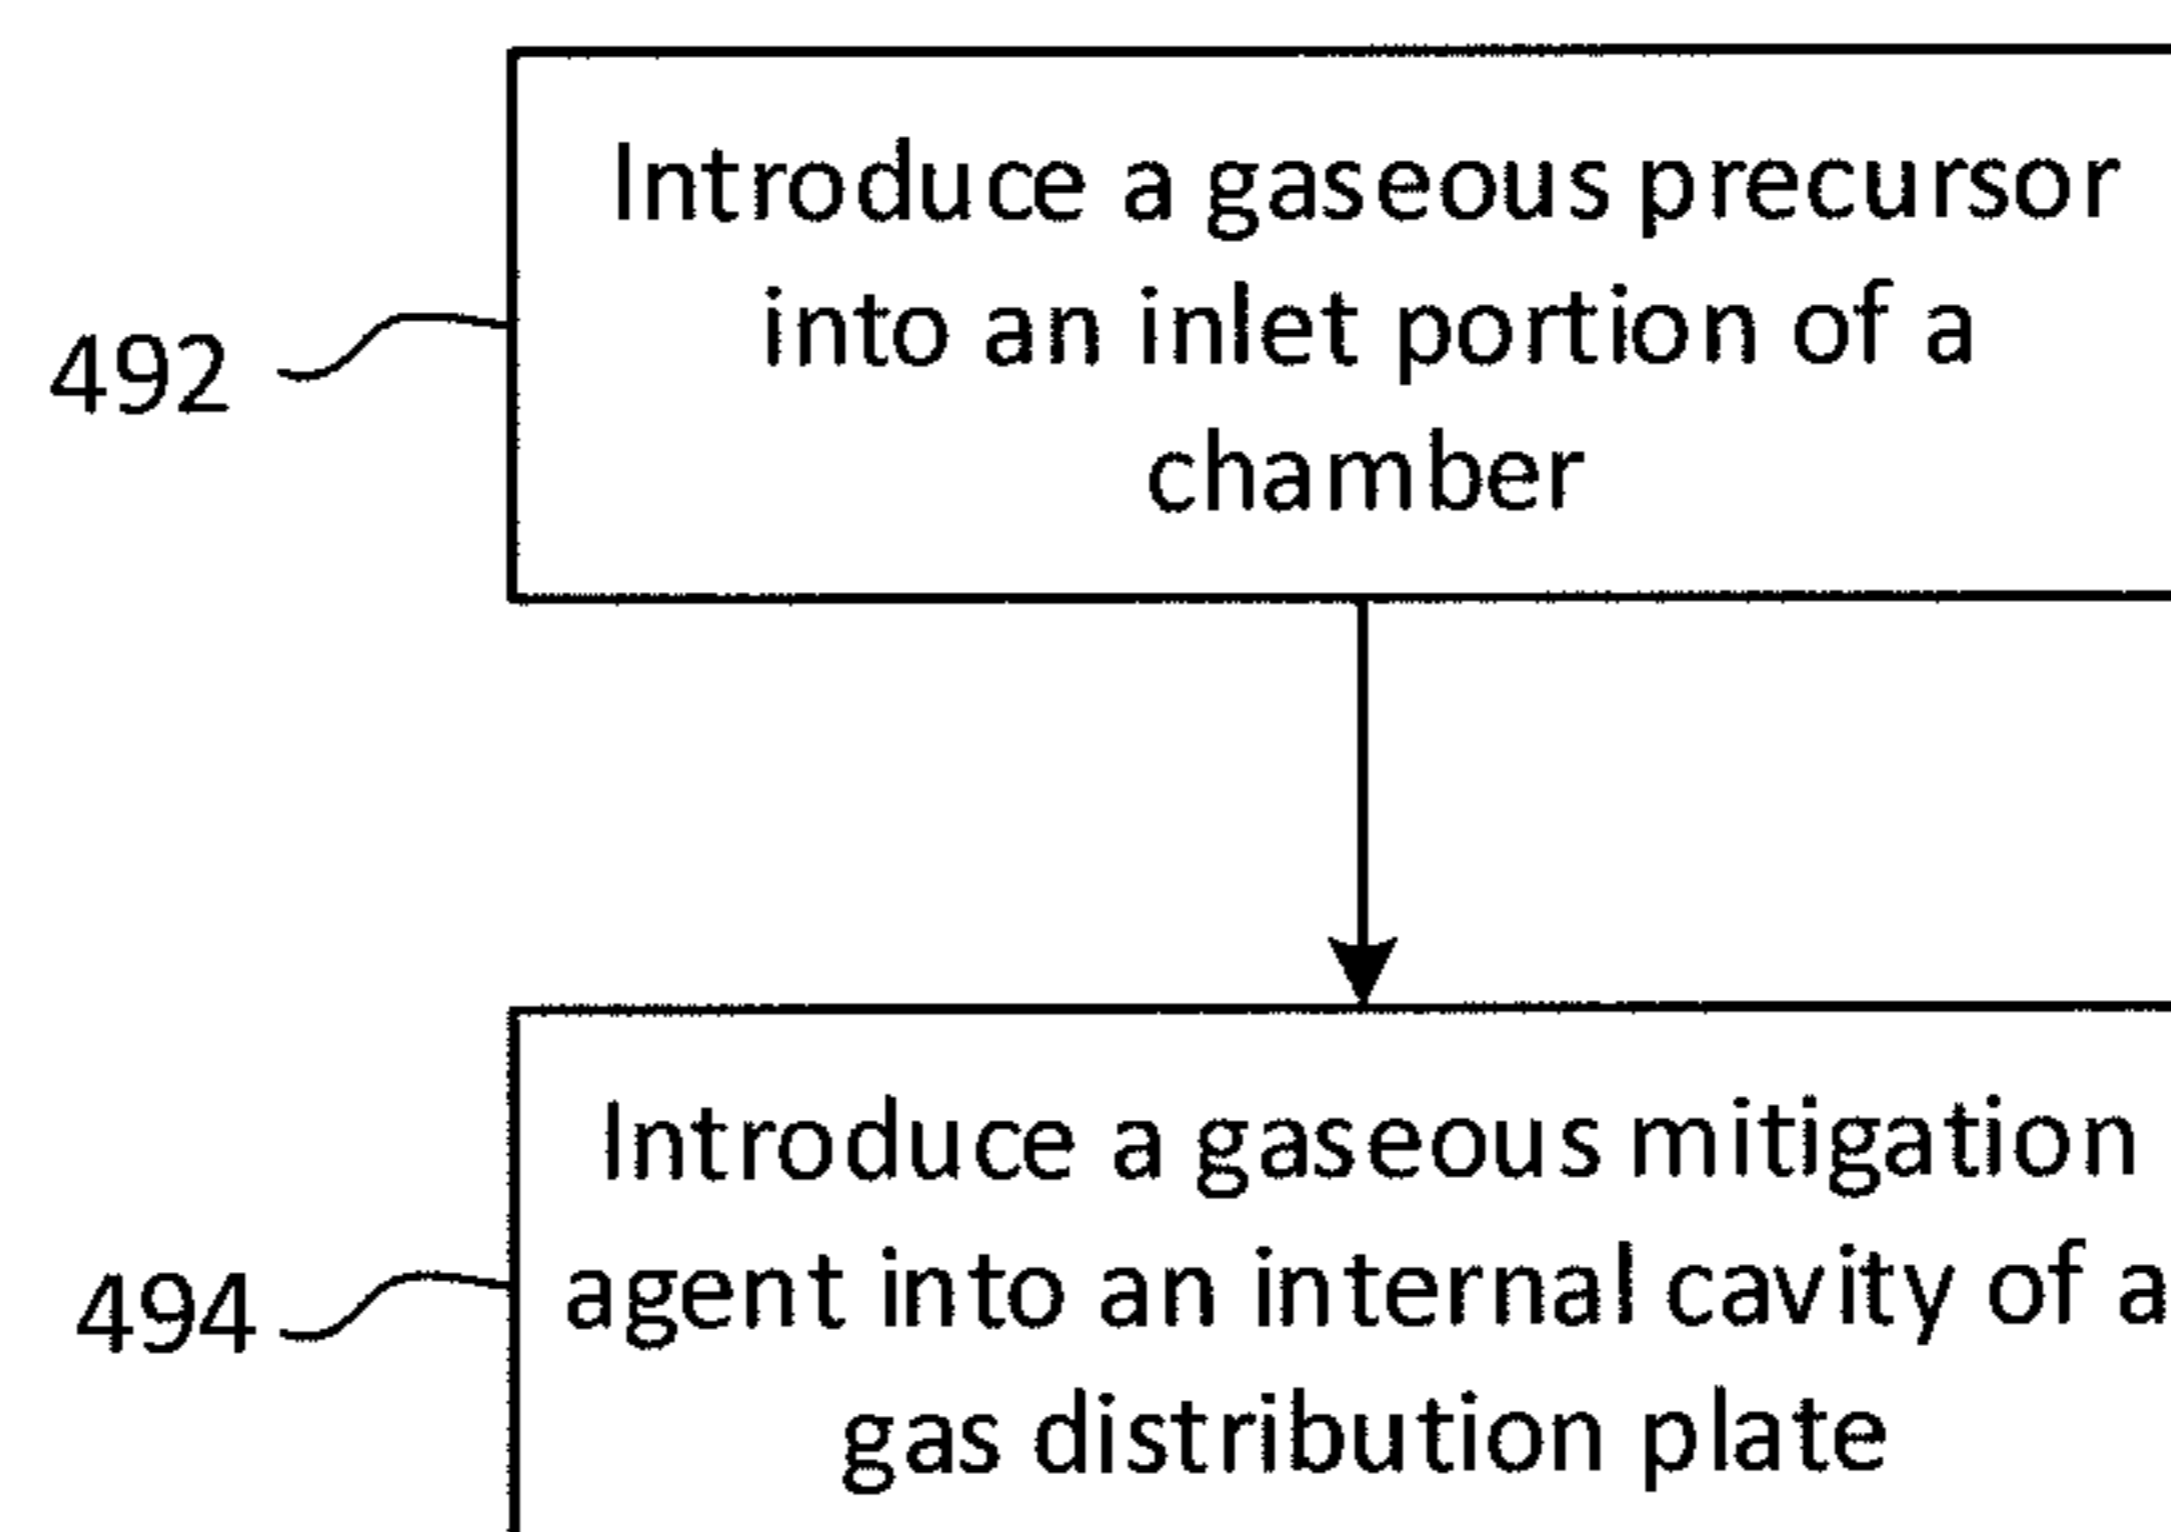 Introduce a gaseous precursor
into an inlet portion of a
chamber
492
Introduce a gaseous mitigation
agent into an internal cavity of a
gas distribution plate
494